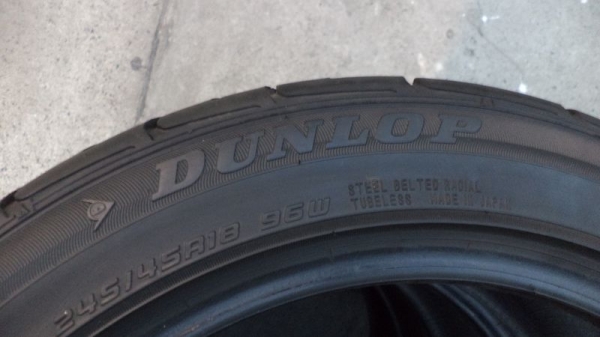 DUNLOP
STEEL BELTED RADIAL
TUBELESS MADE IN JAPAN
245/45R18 96W